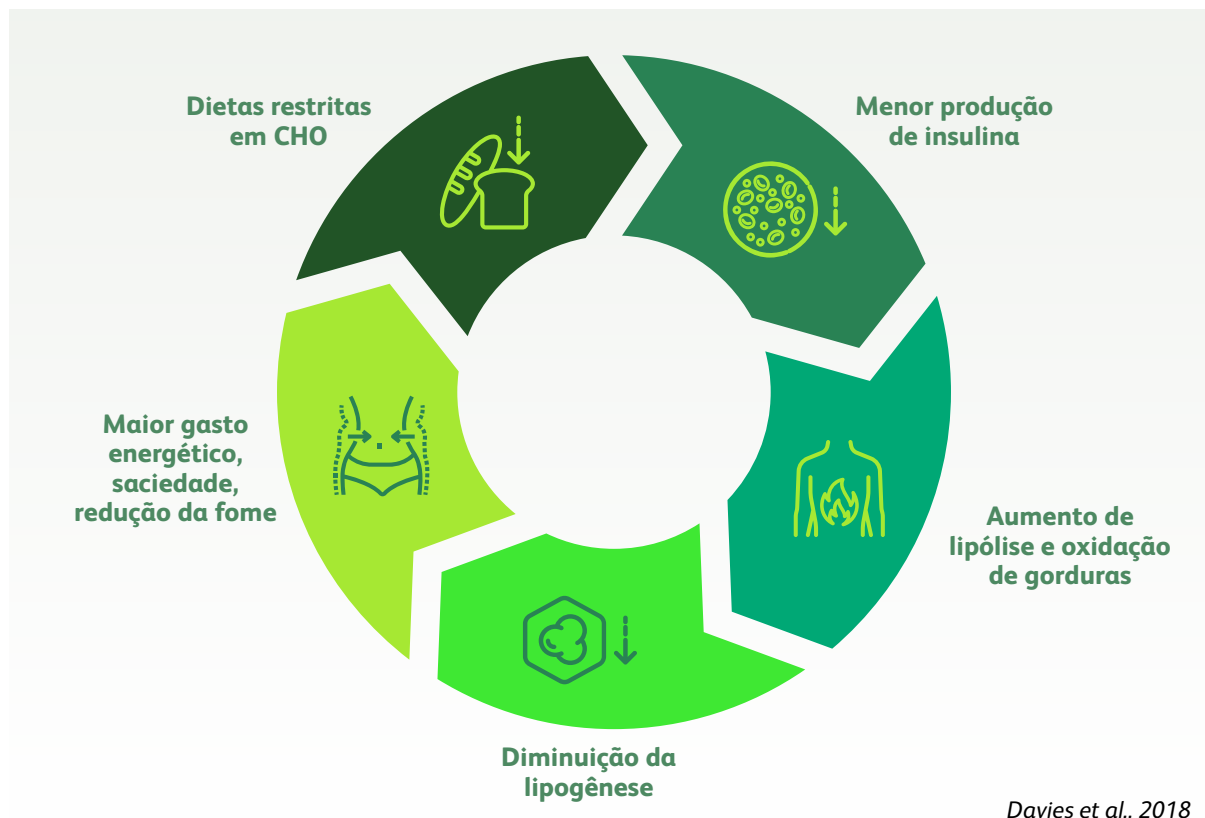 Dietas restritas
em CHO
Menor produção
de insulina
Aumento de
lipólise e oxidação
de gorduras
Diminuição da
lipogênese
Maior gasto
energético,
saciedade,
redução da fome
Davies et al., 2018